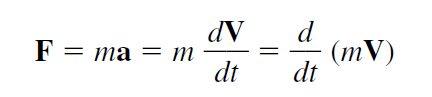 F = ma = m dV/dt = d/dt (mV)